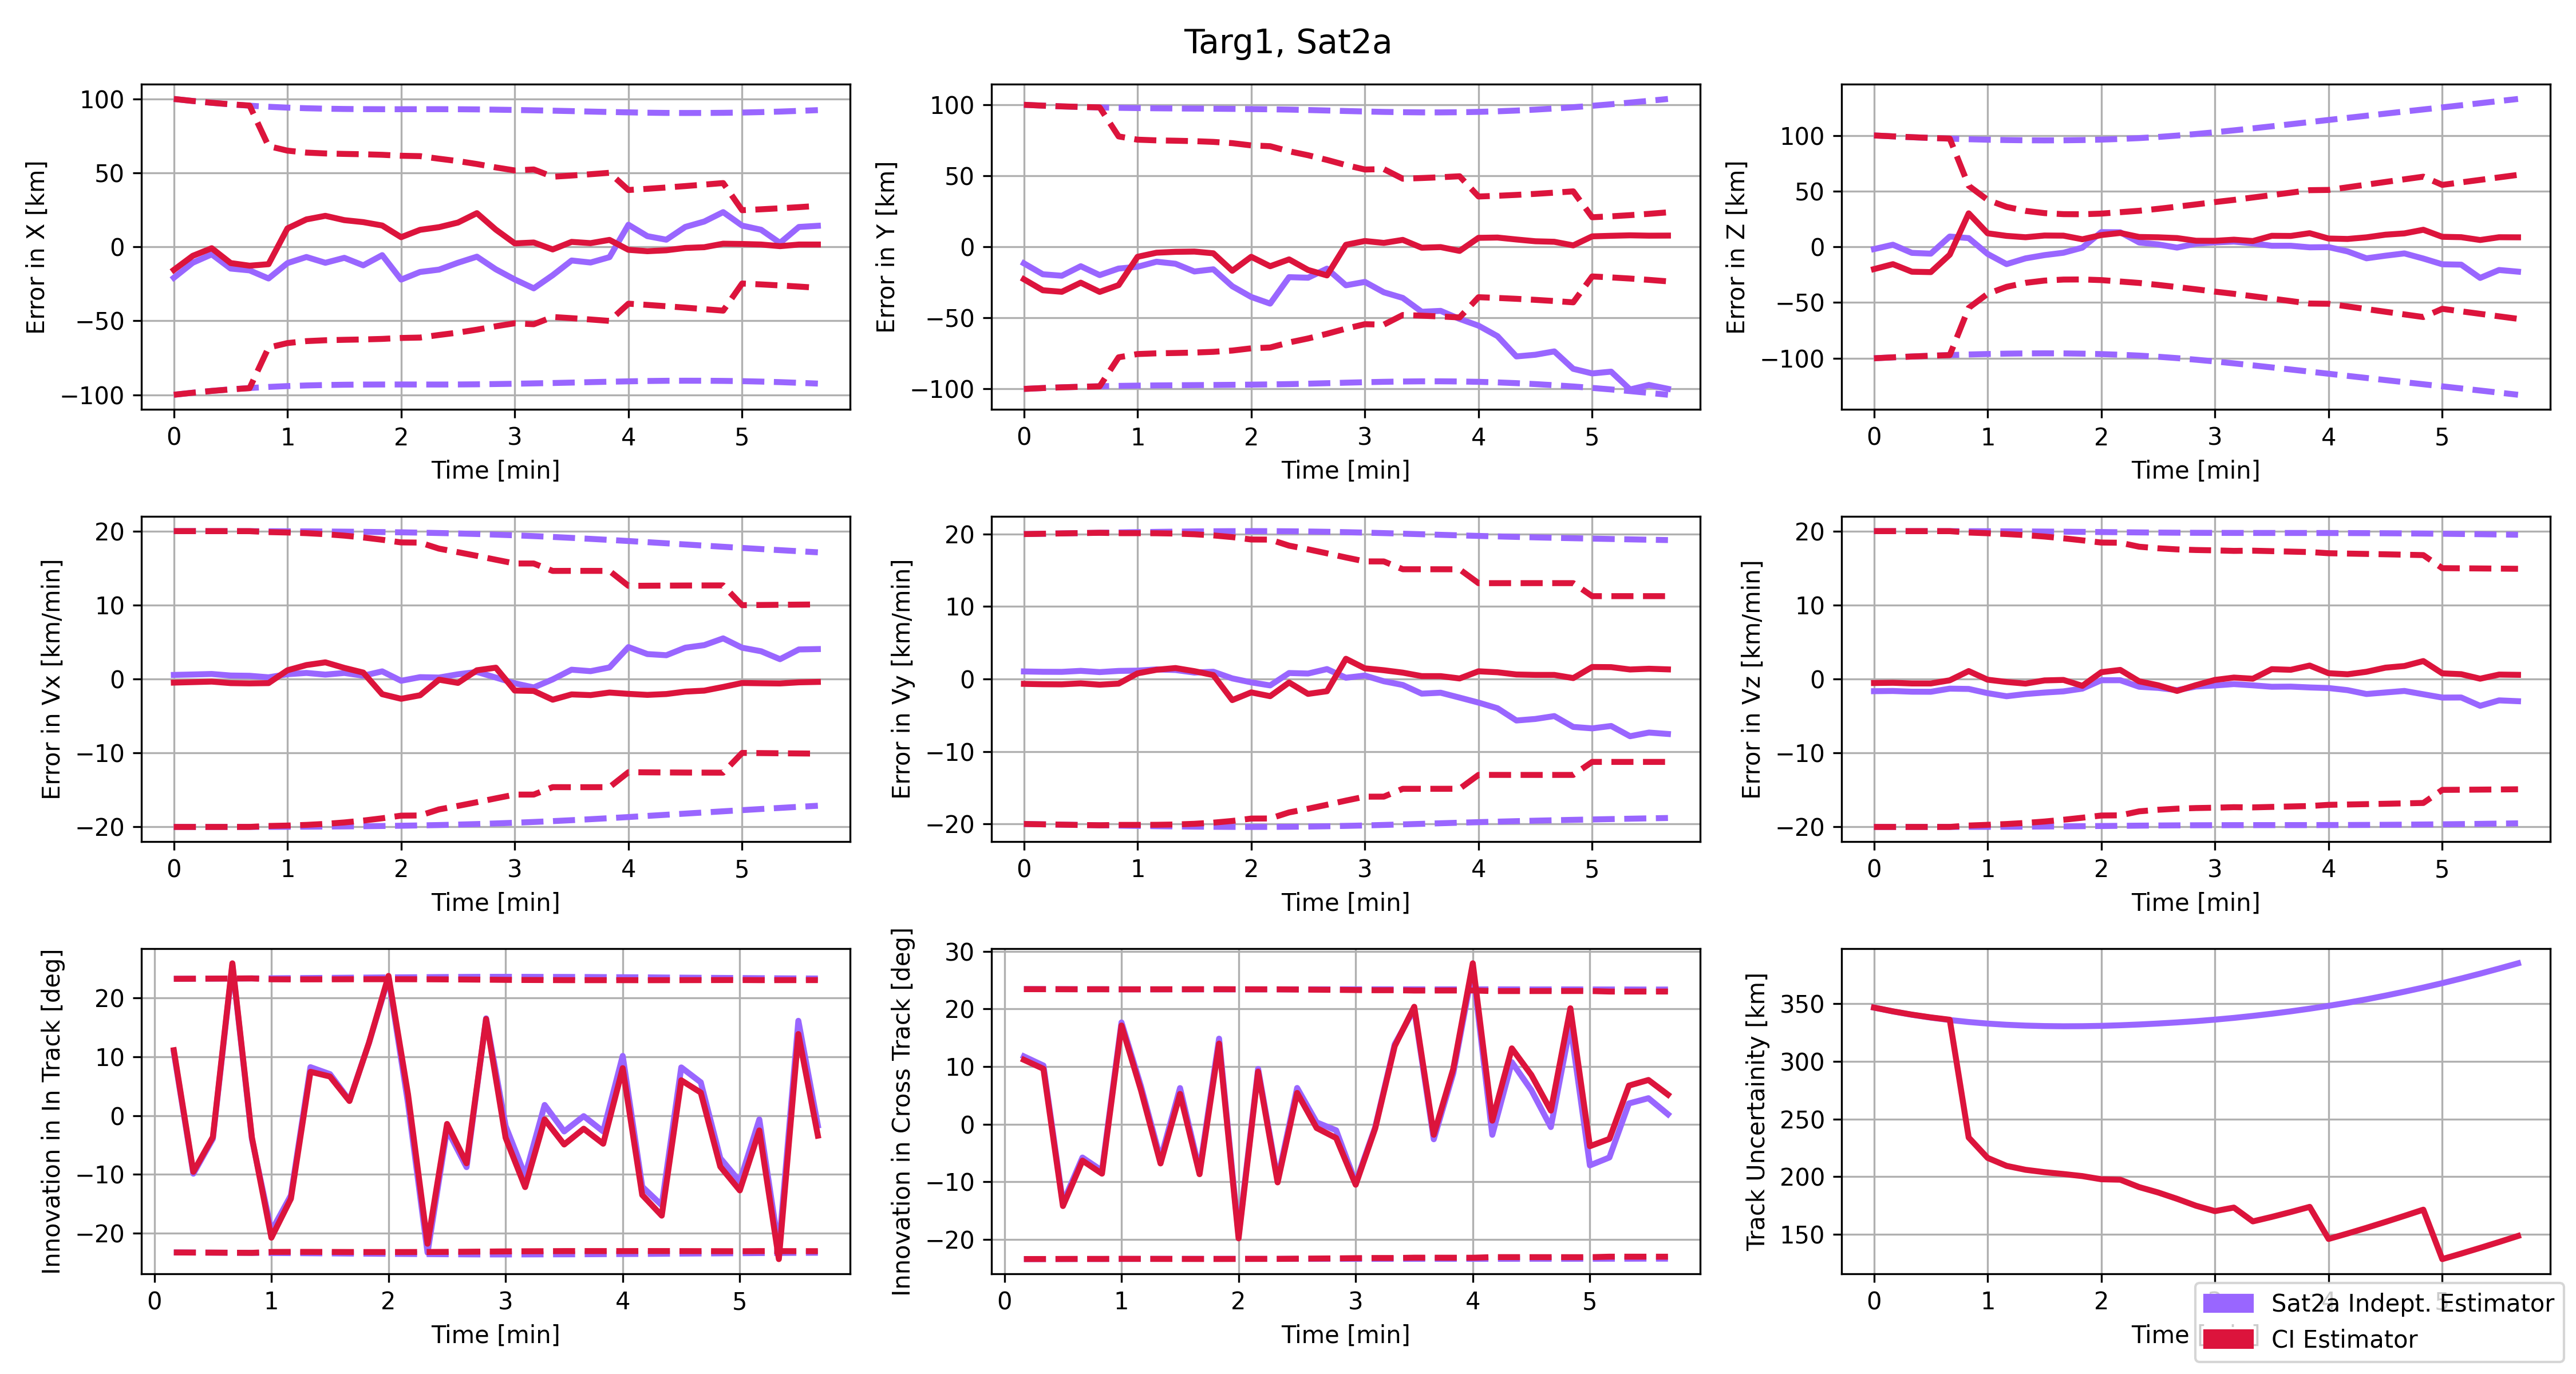 Targ1, Sat2a
Error in X [km]
100
50
0
−50
−100
0 1 2 3 4 5
Time [min]
Error in Y [km]
100
50
0
−50
−100
0 1 2 3 4 5
Time [min]
Error in Z [km]
100
50
0
−50
−100
0 1 2 3 4 5
Time [min]
Error in Vx [km/min]
20
10
0
−10
−20
0 1 2 3 4 5
Time [min]
Error in Vy [km/min]
20
10
0
−10
−20
0 1 2 3 4 5
Time [min]
Error in Vz [km/min]
20
10
0
−10
−20
0 1 2 3 4 5
Time [min]
Innovation in In Track [deg]
20
10
0
−10
−20
0 1 2 3 4 5
Time [min]
Innovation in Cross Track [deg]
30
20
10
0
−10
−20
0 1 2 3 4 5
Time [min]
Track Uncertainity [km]
350
300
250
200
150
0 1 2
Time
Sat2a Indept. Estimator
CI Estimator